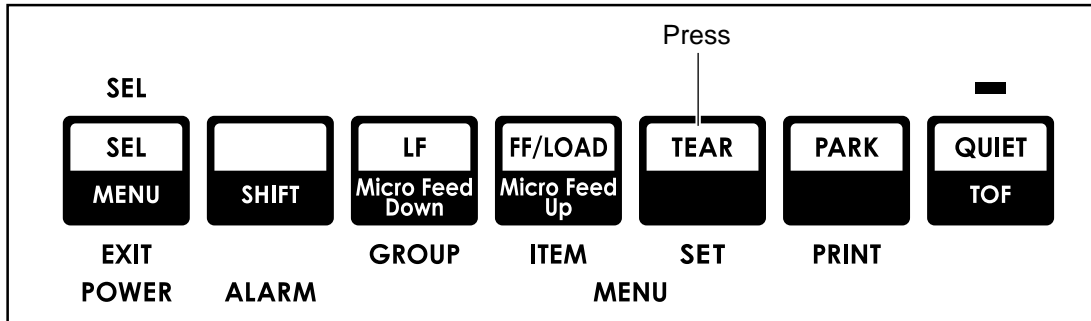 Press
SEL
SEL LF FF/LOAD TEAR PARK QUIET
MENU SHIFT Micro Feed Down Micro Feed Up TOF
EXIT GROUP ITEM SET PRINT
POWER ALARM MENU